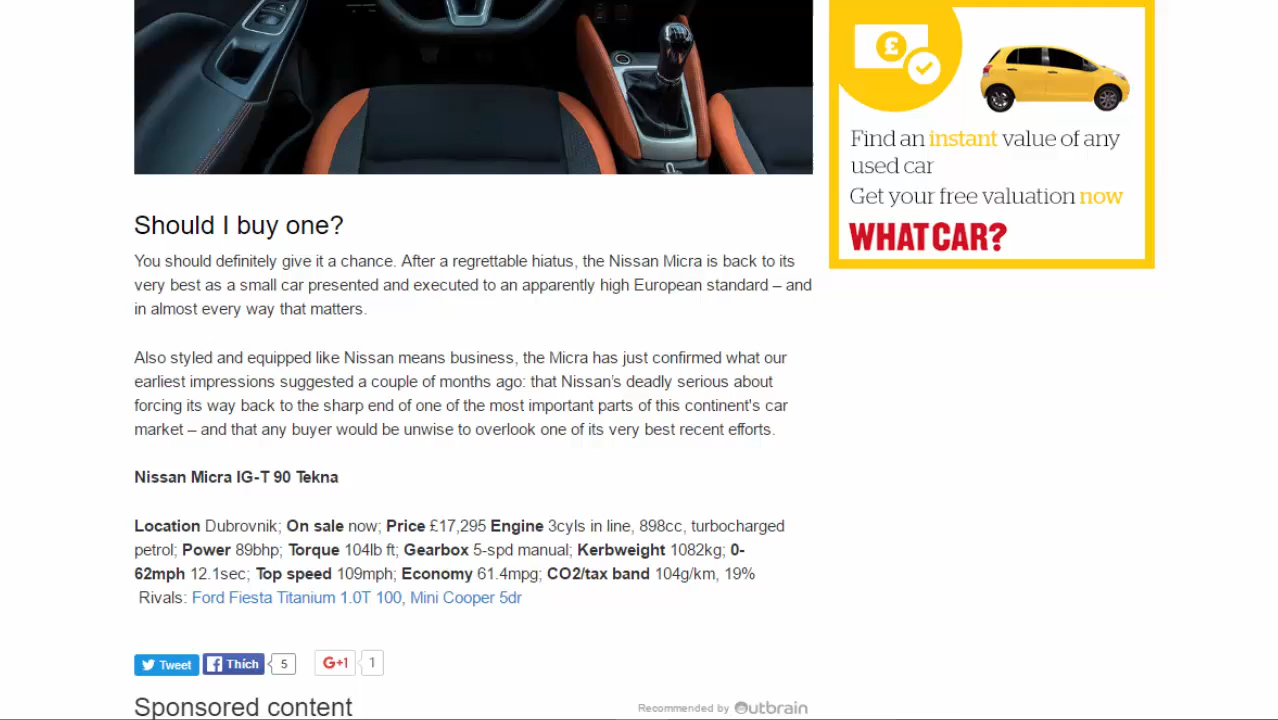 Should I buy one?
You should definitely give it a chance. After a regrettable hiatus, the Nissan Micra is back to its
very best as a small car presented and executed to an apparently high European standard – and
in almost every way that matters.
Also styled and equipped like Nissan means business, the Micra has just confirmed what our
earliest impressions suggested a couple of months ago: that Nissan’s deadly serious about
forcing its way back to the sharp end of one of the most important parts of this continent's car
market – and that any buyer would be unwise to overlook one of its very best recent efforts.
Nissan Micra IG-T 90 Tekna
Location Dubrovnik; On sale now; Price £17,295 Engine 3cyls in line, 898cc, turbocharged
petrol; Power 89bhp; Torque 104lb ft; Gearbox 5-spd manual; Kerbweight 1082kg; 0-
62mph 12.1sec; Top speed 109mph; Economy 61.4mpg; CO2/tax band 104g/km, 19%
Rivals: Ford Fiesta Titanium 1.0T 100, Mini Cooper 5dr
Tweet Thích 5 G+1 1
Sponsored content
Recommended by Outbrain
£
Find an instant value of any
used car
Get your free valuation now
WHAT CAR?